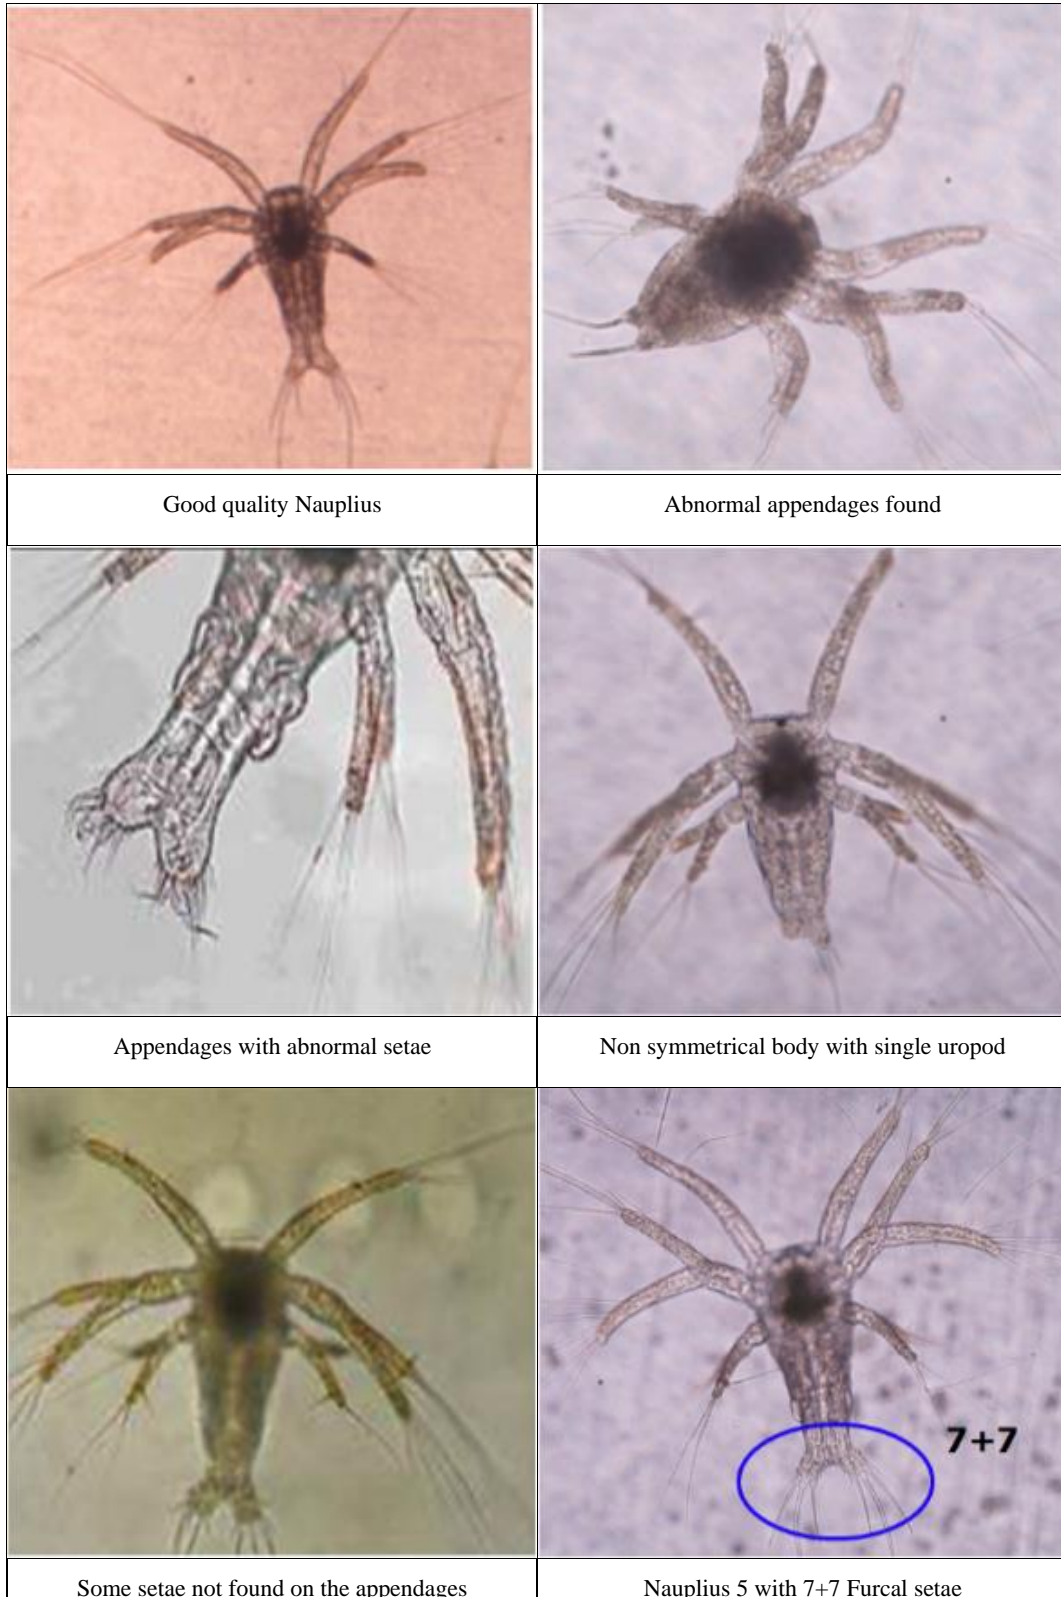 Good quality Nauplius
Abnormal appendages found
Appendages with abnormal setae
Non symmetrical body with single uropod
7+7
Some setae not found on the appendages
Nauplius 5 with 7+7 Furcal setae